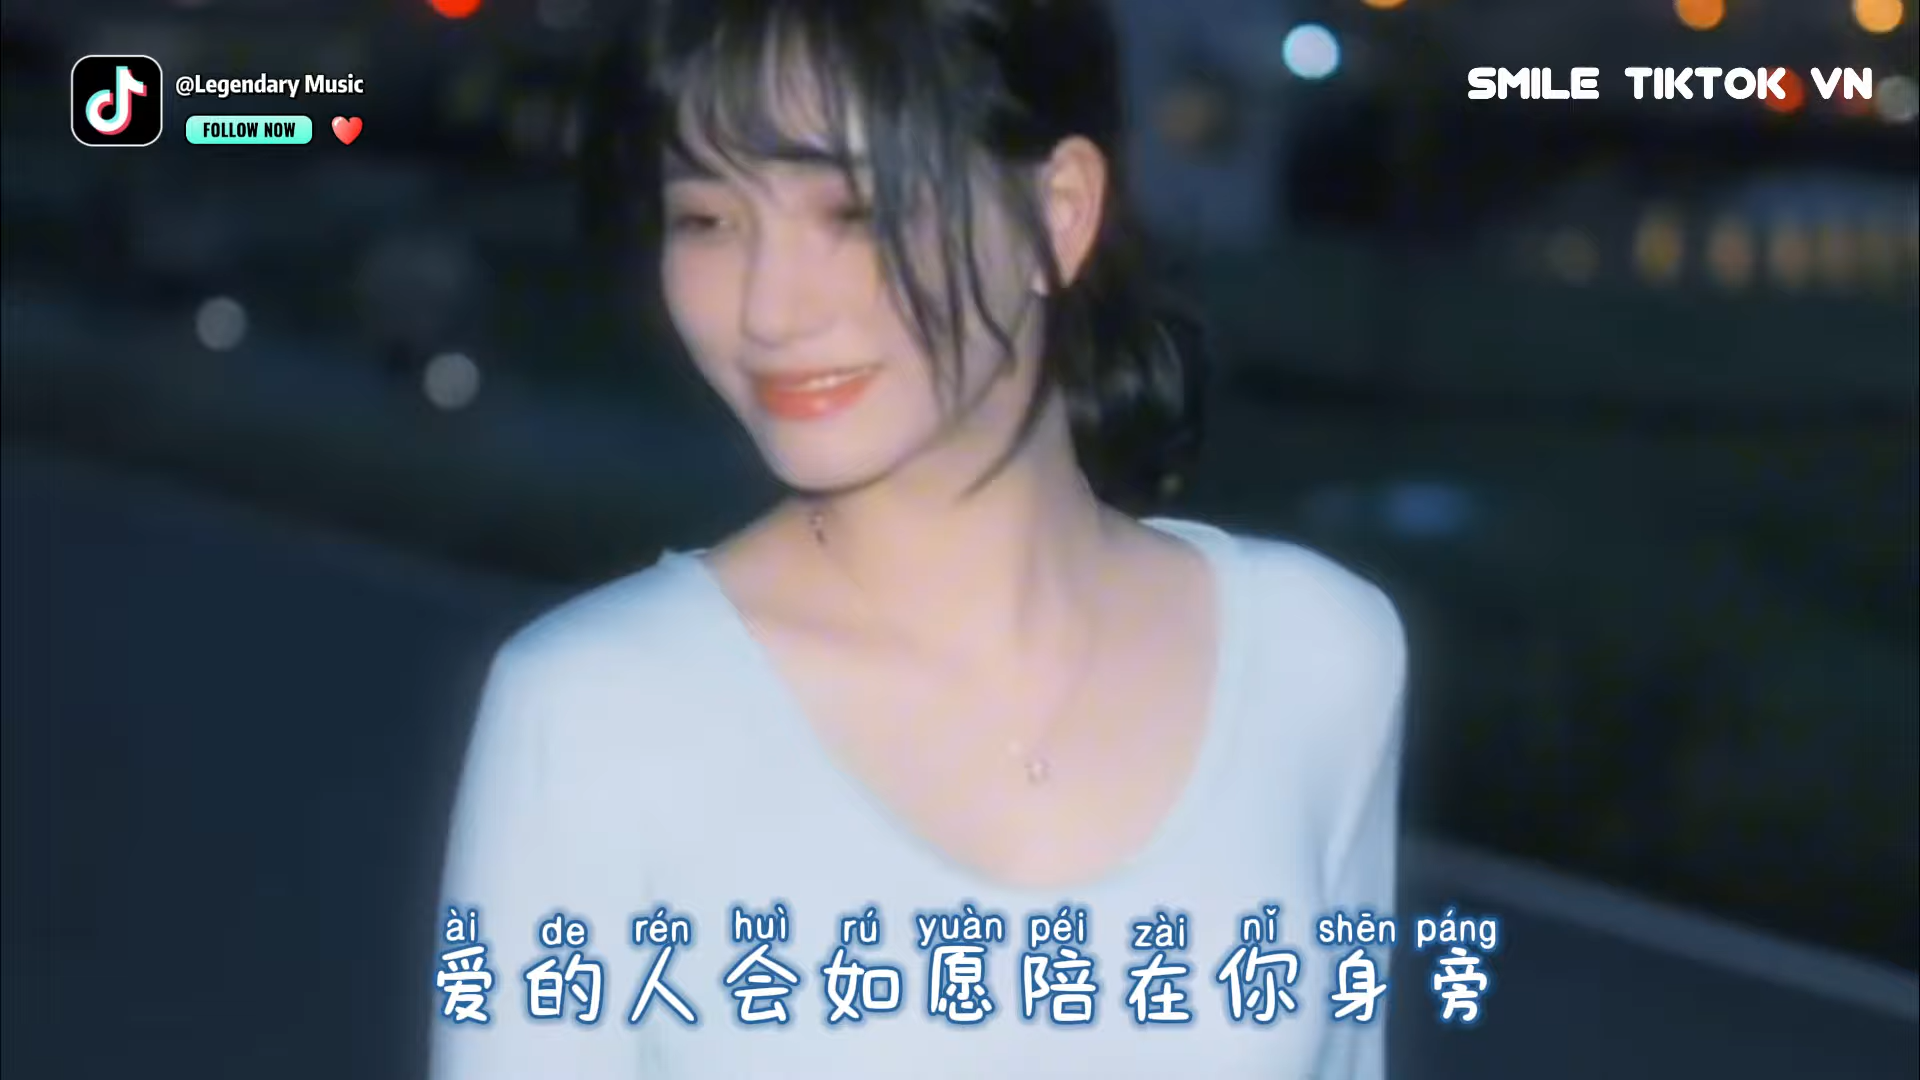 @Legendary Music
FOLLOW NOW
SMILE TIKTOK VN
ài de rén huì rú yuàn péi zài nǐ shēn páng
爱的人会如愿陪在你身旁